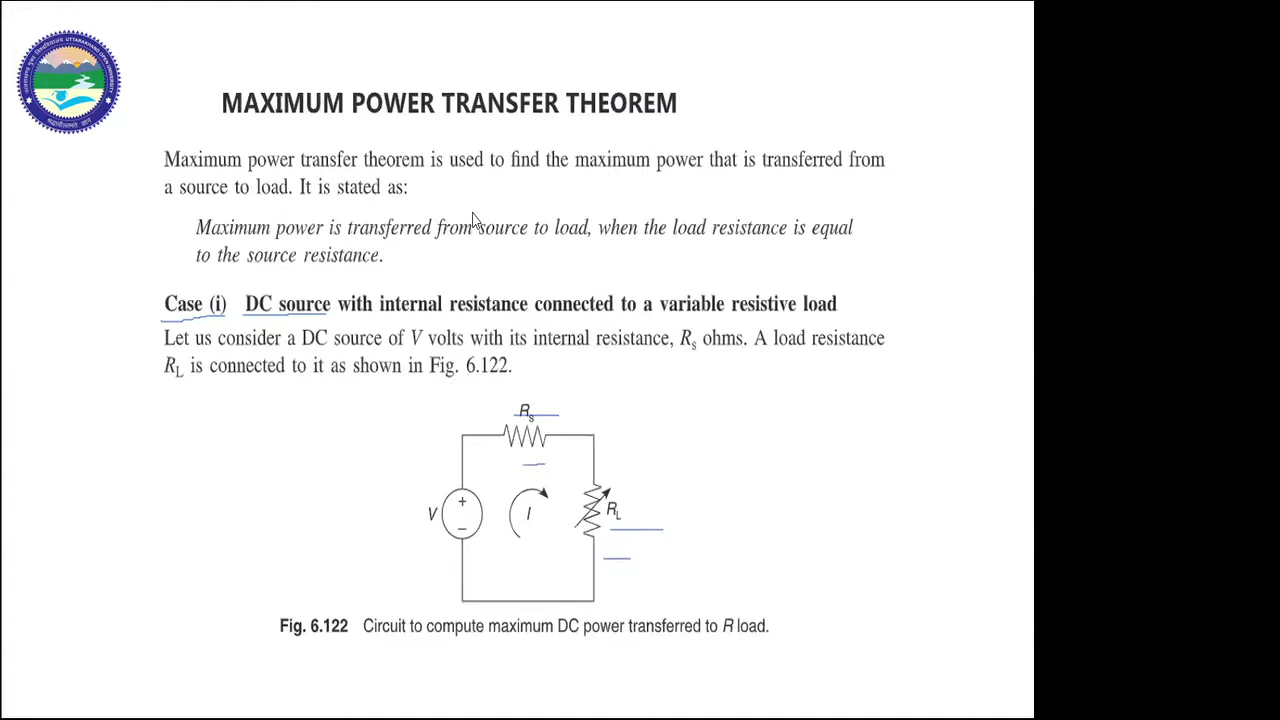 UTTARAKHAND OPEN UNIVERSITY
MAXIMUM POWER TRANSFER THEOREM
Maximum power transfer theorem is used to find the maximum power that is transferred from
a source to load. It is stated as:
Maximum power is transferred from source to load, when the load resistance is equal
to the source resistance.
Case (i) DC source with internal resistance connected to a variable resistive load
Let us consider a DC source of V volts with its internal resistance, Rs ohms. A load resistance
RL is connected to it as shown in Fig. 6.122.
Rs
+
V
−
I
RL
Fig. 6.122 Circuit to compute maximum DC power transferred to R load.